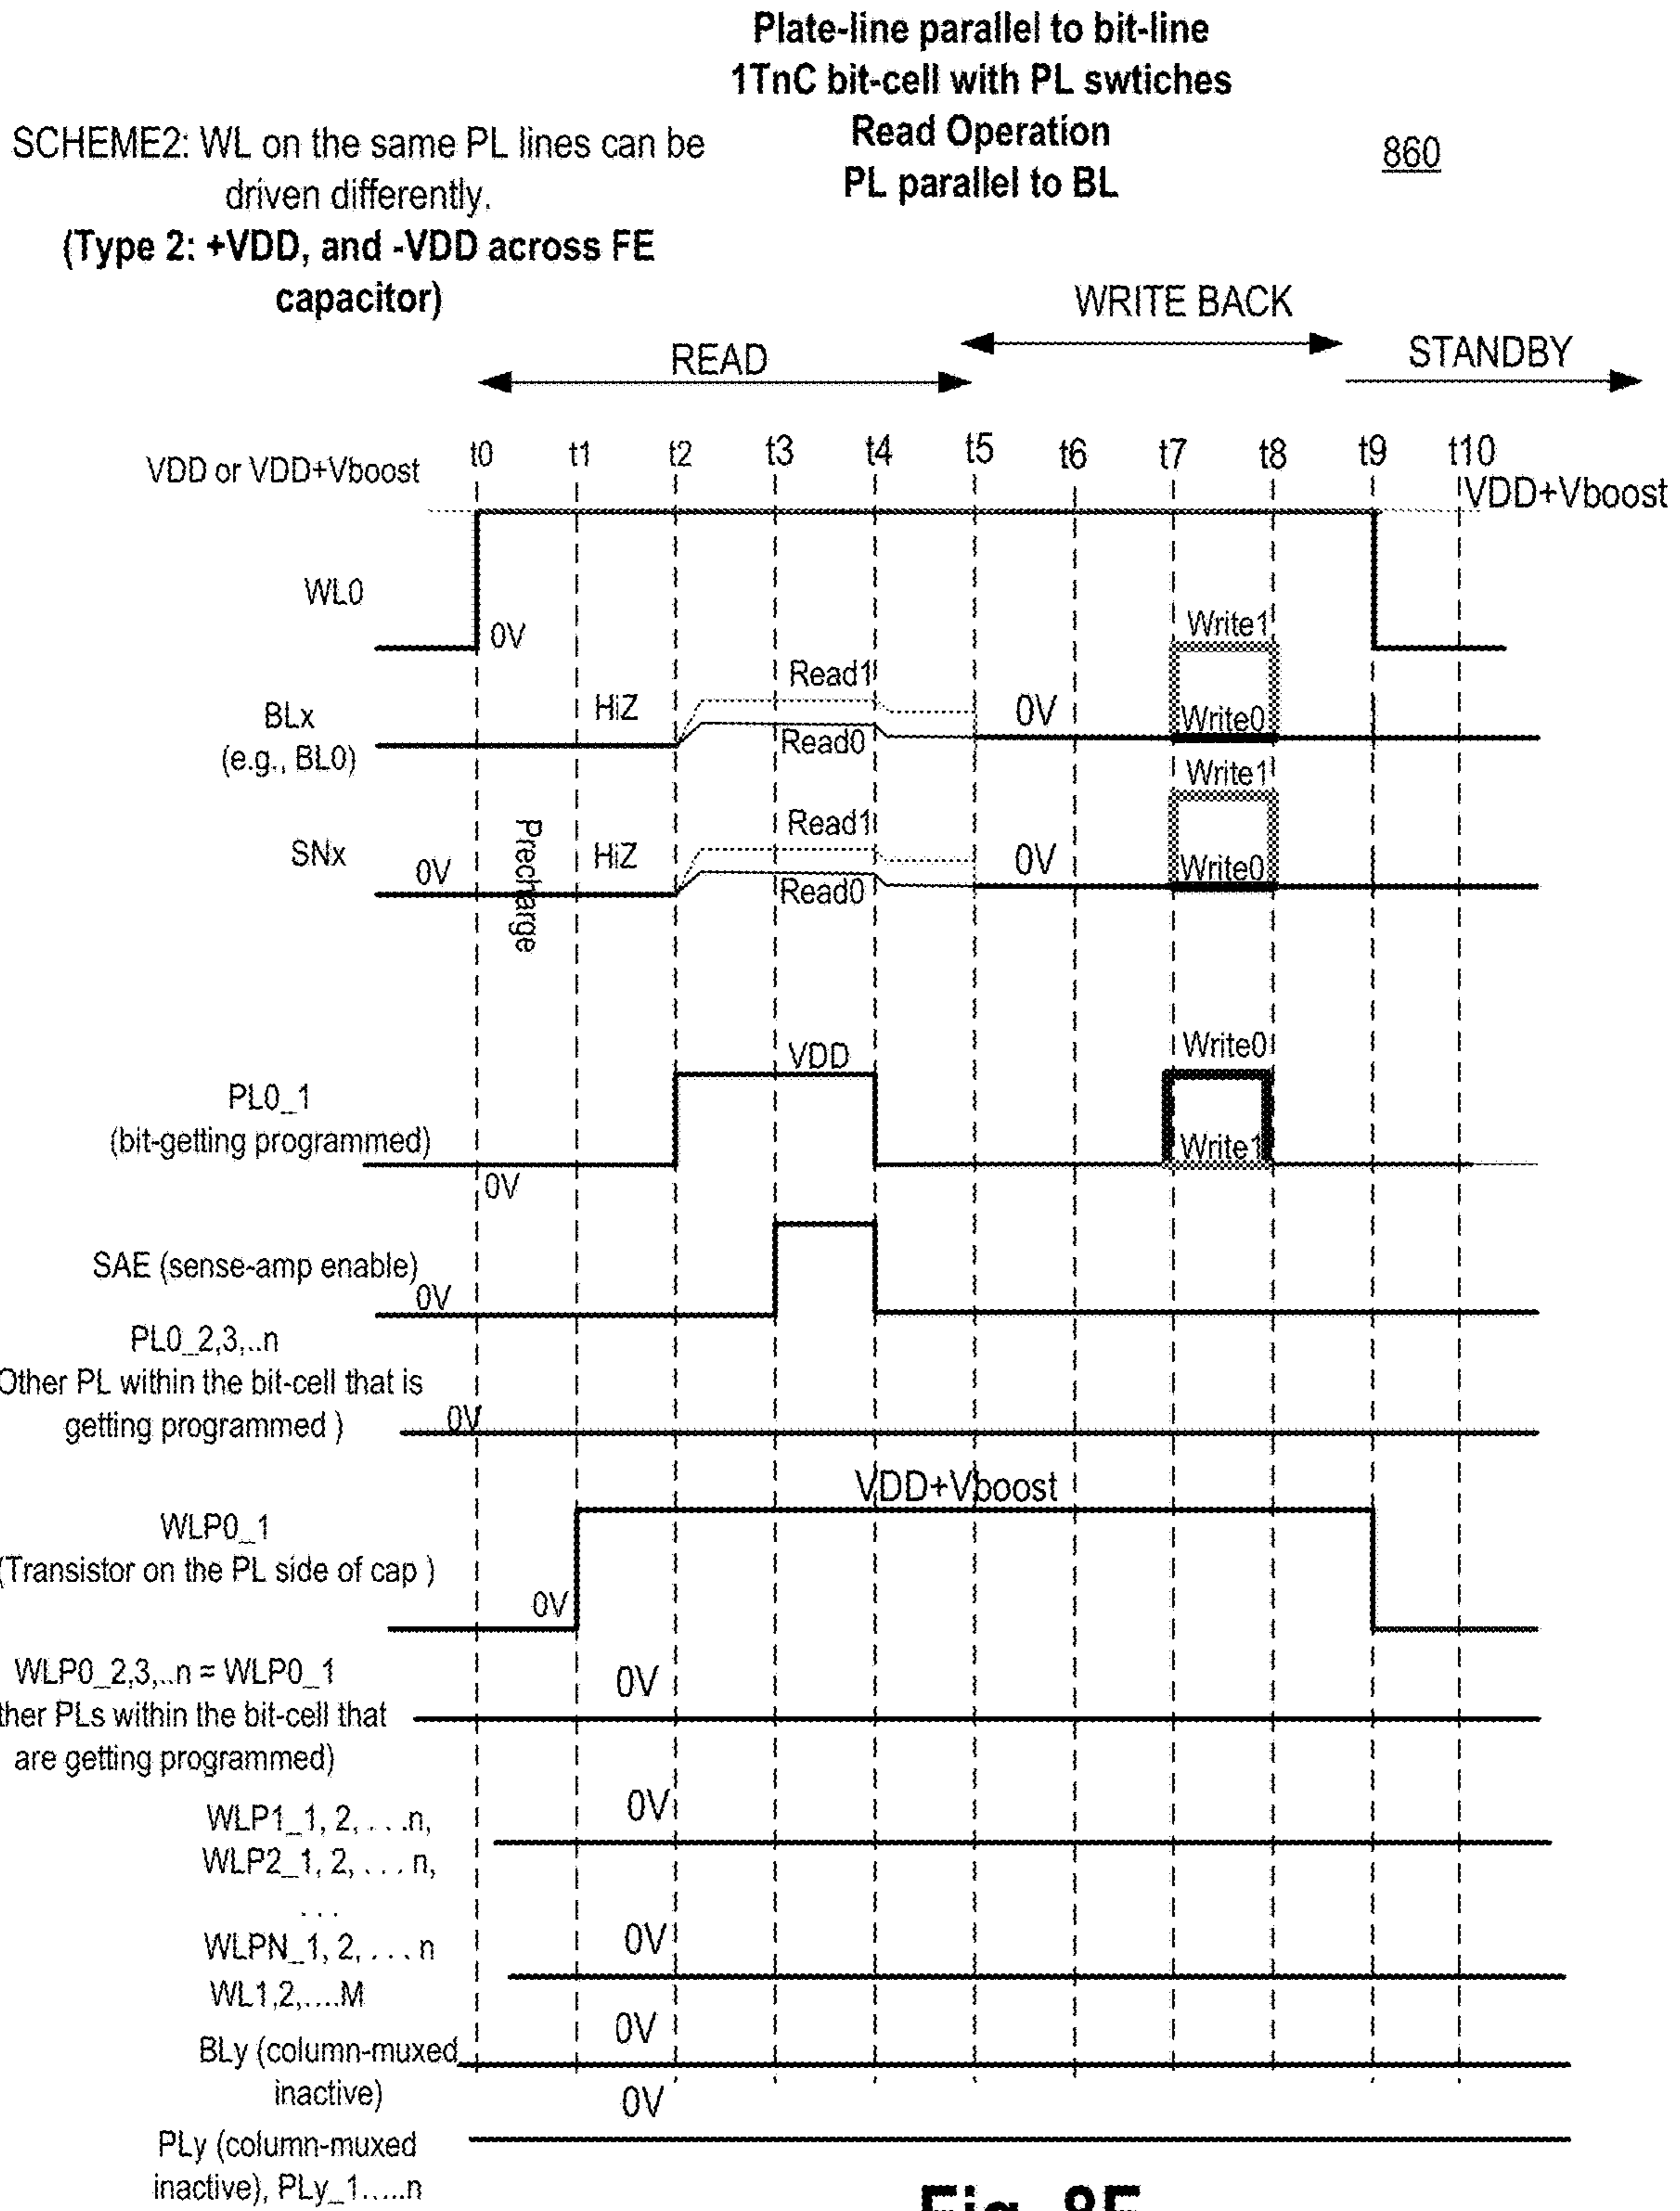 Plate-line parallel to bit-line
1TnC bit-cell with PL swtiches
Read Operation
PL parallel to BL
860
SCHEME2: WL on the same PL lines can be
driven differently.
(Type 2: +VDD, and -VDD across FE
capacitor)
WRITE BACK
READ
STANDBY
VDD or VDD+Vboost
t0 t1 t2 t3 t4 t5 t6 t7 t8 t9 t10
VDD+Vboost
WL0
0V
Write1
Read1
HiZ
0V
BLx
Write0
Read0
(e.g., BL0)
Write1
Precharge
Read1
SNx
HiZ
0V
0V
Write0
Read0
Write0
VDD
PL0_1
(bit-getting programmed)
Write1
0V
SAE (sense-amp enable)
0V
PL0_2,3,..n
Other PL within the bit-cell that is
getting programmed )
0V
VDD+Vboost
WLP0_1
(Transistor on the PL side of cap )
0V
WLP0_2,3,..n = WLP0_1
0V
ther PLs within the bit-cell that
are getting programmed)
0V
WLP1_1, 2, . . .n,
WLP2_1, 2, . . . n,
. . .
0V
WLPN_1, 2, . . . n
WL1,2,....M
0V
BLy (column-muxed
inactive)
0V
PLy (column-muxed
inactive), PLy_1.....n